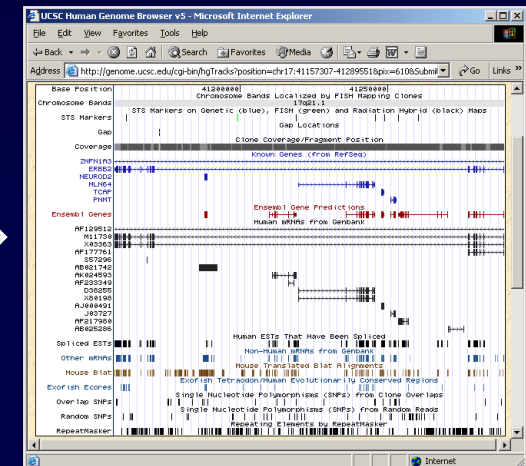 UCSC Human Genome Browser v5 - Microsoft Internet Explorer
File Edit View Favorites Tools Help
Back Search Favorites Media
Address http://genome.ucsc.edu/cgi-bin/hgTracks?position=chr17:41157307-41289551&pix=610&Submit Go Links »
Base Position 41200000| 41250000|
Chromosome Bands Localized by FISH Mapping Clones
Chromosome Bands 17q21.1
STS Markers on Genetic (blue), FISH (green) and Radiation Hybrid (black) Maps
STS Markers
Gap Locations
Gap
Clone Coverage/Fragment Position
Coverage
Known Genes (from RefSeq)
ZNFN1A3
ERBB2
NEUROD2
MLN64
TCAP
PNMT
Ensembl Gene Predictions
Ensembl Genes
Human mRNAs from Genbank
AF129512
M11730
X03363
AF177761
S57296
AB021742
AK024593
AF233349
D38255
X80198
AJ000491
J03727
AF217980
AB025286
Human ESTs That Have Been Spliced
Spliced ESTs
Non-Human mRNAs from Genbank
Other mRNAs
Mouse Translated Blat Alignments
Mouse Blat
Exofish Tetraodon/Human Evolutionarily Conserved Regions
Exofish Ecores
Single Nucleotide Polymorphisms (SNPs) from Clone Overlaps
Overlap SNPs
Single Nucleotide Polymorphisms (SNPs) from Random Reads
Random SNPs
Repeating Elements by RepeatMasker
RepeatMasker
Internet